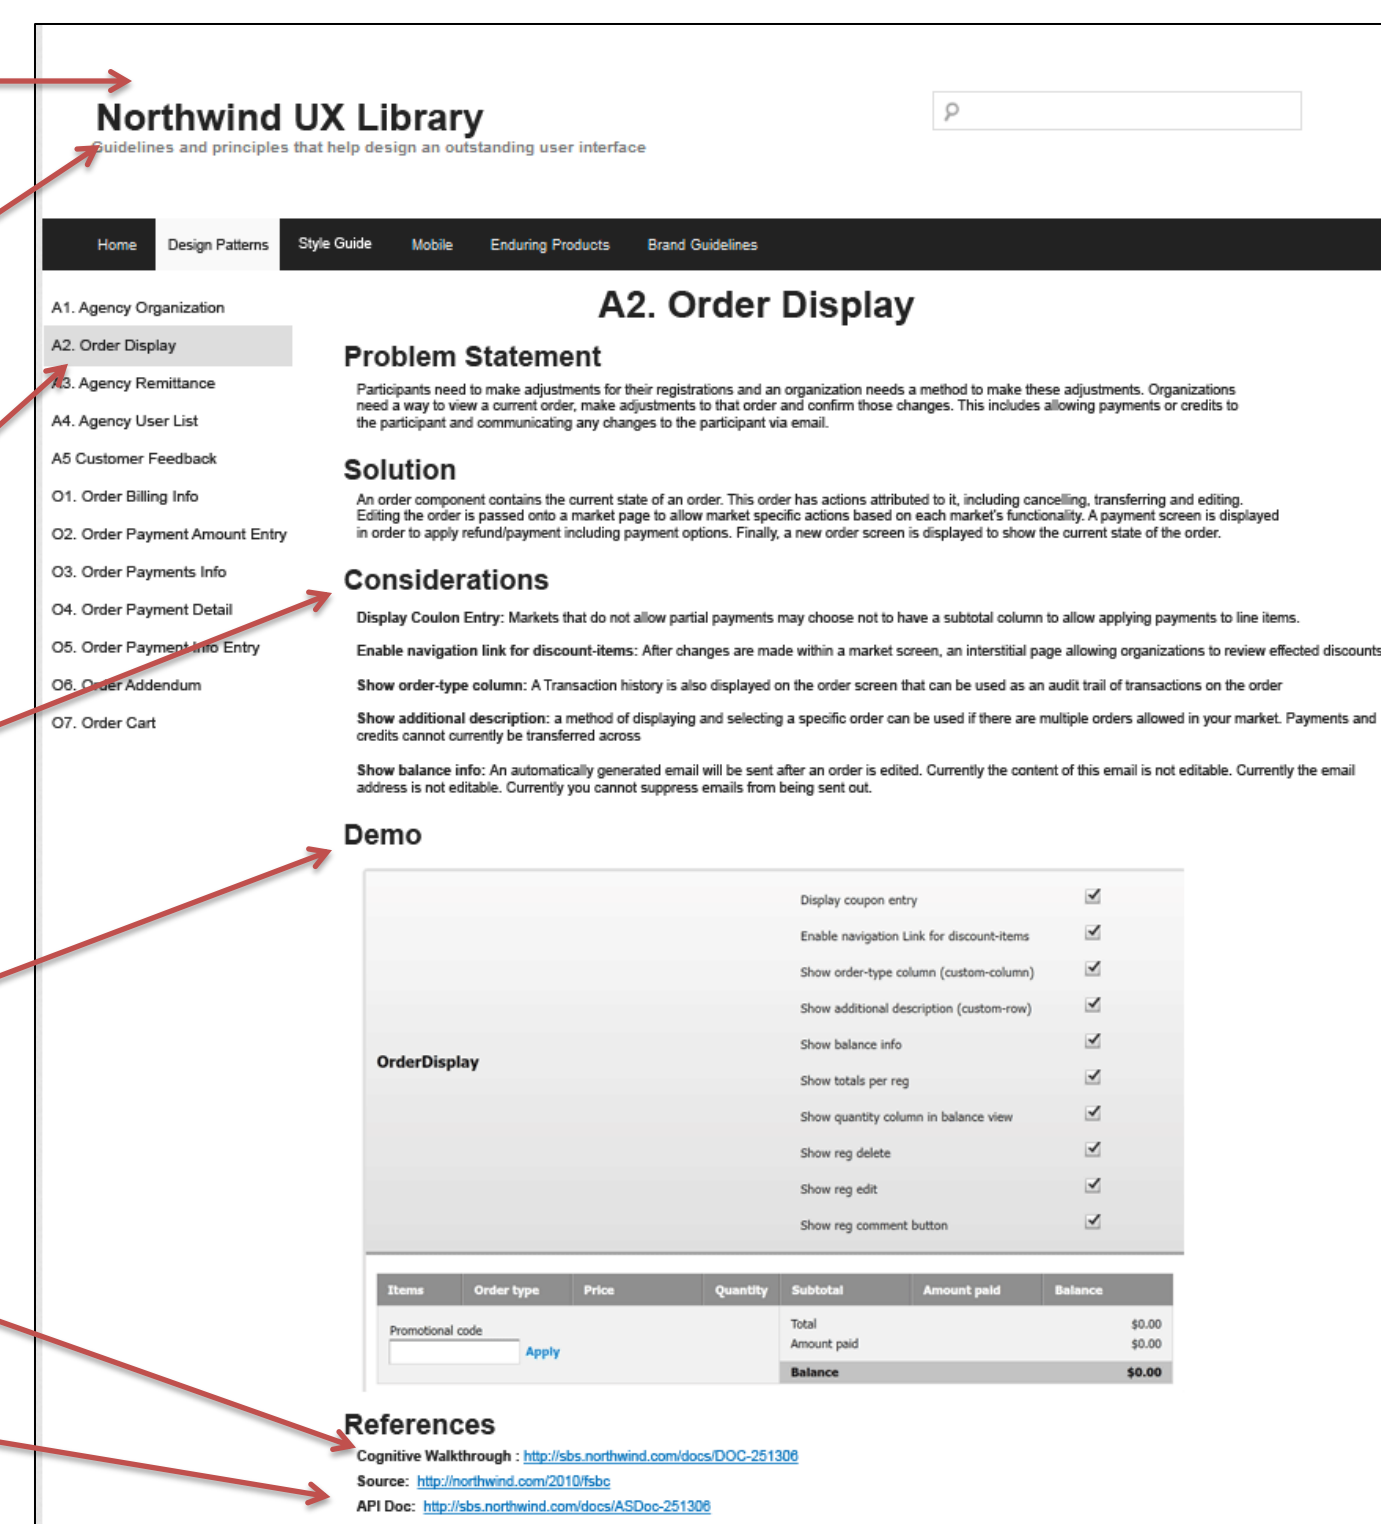 Northwind UX Library
Guidelines and principles that help design an outstanding user interface
Home Design Patterns Style Guide Mobile Enduring Products Brand Guidelines
A1. Agency Organization
A2. Order Display
A3. Agency Remittance
A4. Agency User List
A5 Customer Feedback
O1. Order Billing Info
O2. Order Payment Amount Entry
O3. Order Payments Info
O4. Order Payment Detail
O5. Order Payment Info Entry
O6. Order Addendum
O7. Order Cart
A2. Order Display
Problem Statement
Participants need to make adjustments for their registrations and an organization needs a method to make these adjustments. Organizations
need a way to view a current order, make adjustments to that order and confirm those changes. This includes allowing payments or credits to
the participant and communicating any changes to the participant via email.
Solution
An order component contains the current state of an order. This order has actions attributed to it, including cancelling, transferring and editing.
Editing the order is passed onto a market page to allow market specific actions based on each market's functionality. A payment screen is displayed
in order to apply refund/payment including payment options. Finally, a new order screen is displayed to show the current state of the order.
Considerations
Display Coulon Entry: Markets that do not allow partial payments may choose not to have a subtotal column to allow applying payments to line items.
Enable navigation link for discount-items: After changes are made within a market screen, an interstitial page allowing organizations to review effected discounts
Show order-type column: A Transaction history is also displayed on the order screen that can be used as an audit trail of transactions on the order
Show additional description: a method of displaying and selecting a specific order can be used if there are multiple orders allowed in your market. Payments and
credits cannot currently be transferred across
Show balance info: An automatically generated email will be sent after an order is edited. Currently the content of this email is not editable. Currently the email
address is not editable. Currently you cannot suppress emails from being sent out.
Demo
OrderDisplay
Display coupon entry
Enable navigation Link for discount-items
Show order-type column (custom-column)
Show additional description (custom-row)
Show balance info
Show totals per reg
Show quantity column in balance view
Show reg delete
Show reg edit
Show reg comment button
Items Order type Price Quantity Subtotal Amount paid Balance
Promotional code
Apply
Total $0.00
Amount paid $0.00
Balance $0.00
References
Cognitive Walkthrough : http://sbs.northwind.com/docs/DOC-251306
Source: http://northwind.com/2010/fsbc
API Doc: http://sbs.northwind.com/docs/ASDoc-251306